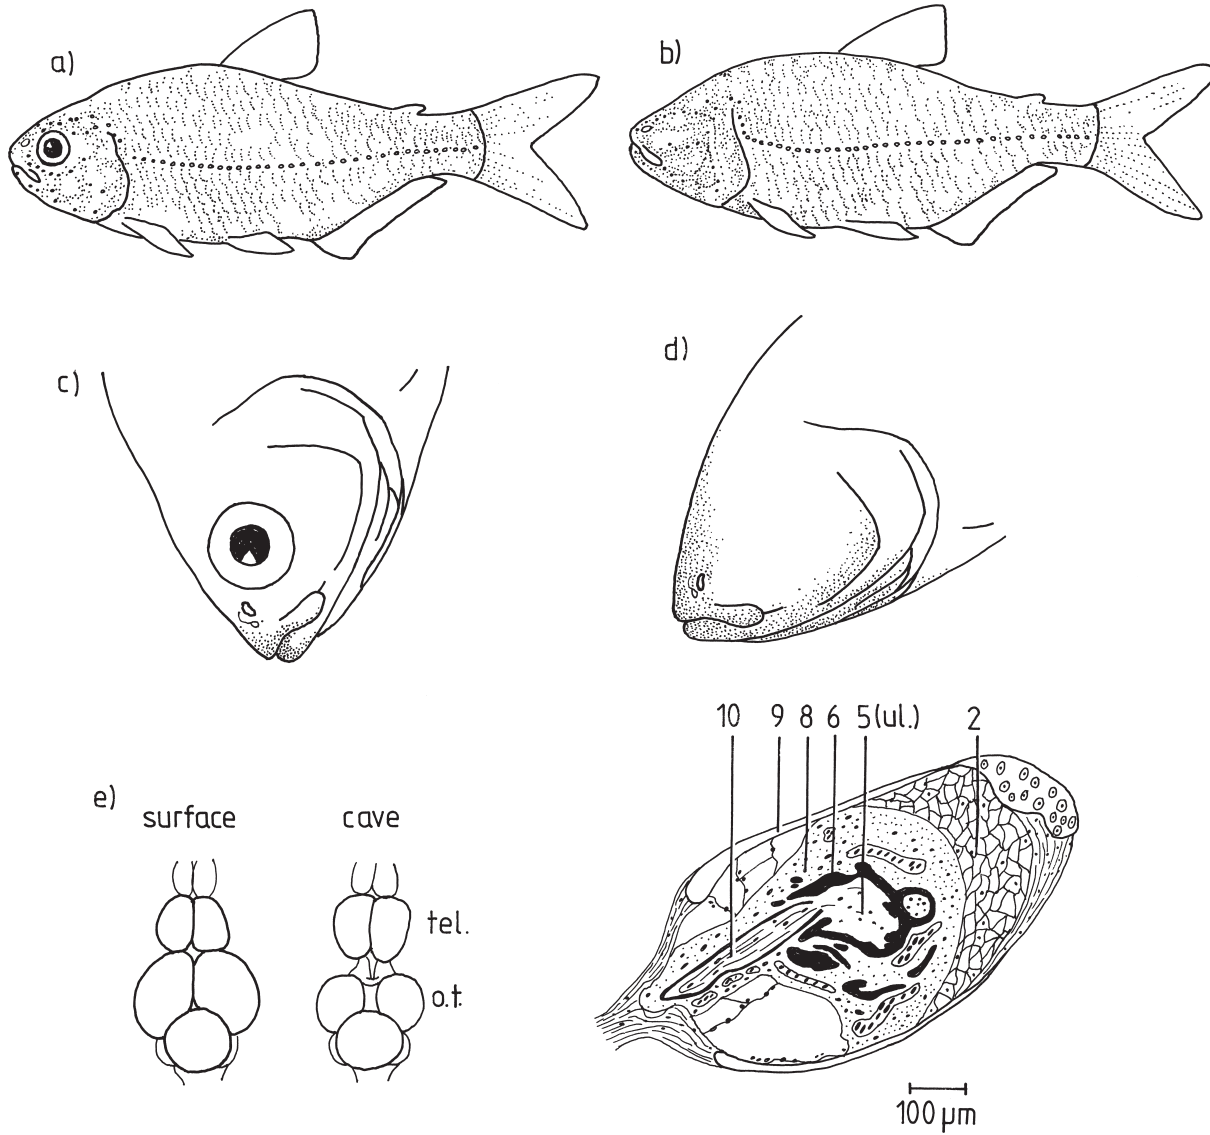 a)
b)
c)
d)
10 9 8 6 5(ul.) 2
e)
surface cave
tel.
o.t.
100 µm